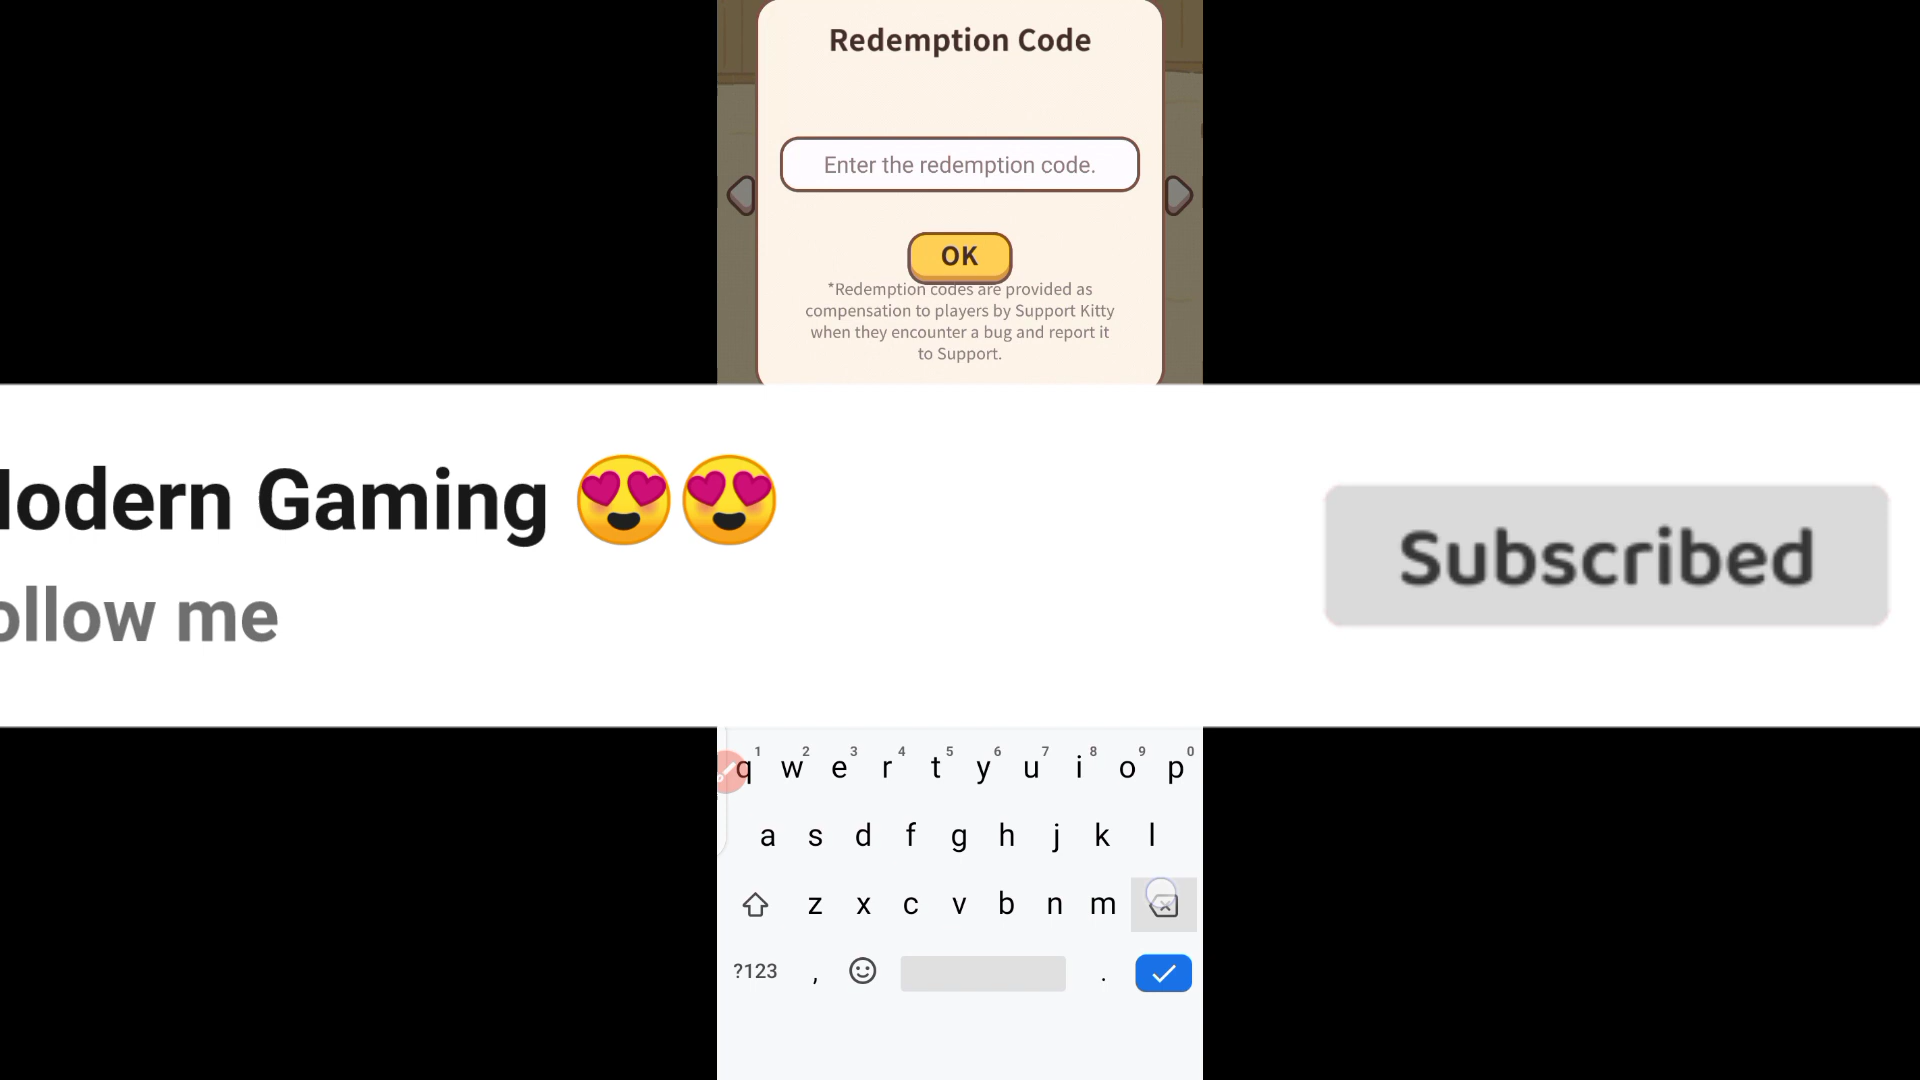 Redemption Code
Enter the redemption code.
OK
*Redemption codes are provided as
compensation to players by Support Kitty
when they encounter a bug and report it
to Support.
Modern Gaming 😍😍
ollow me
Subscribed
1 2 3 4 5 6 7 8 9 0
q w e r t y u i o p
a s d f g h j k l
z x c v b n m
?123 , .